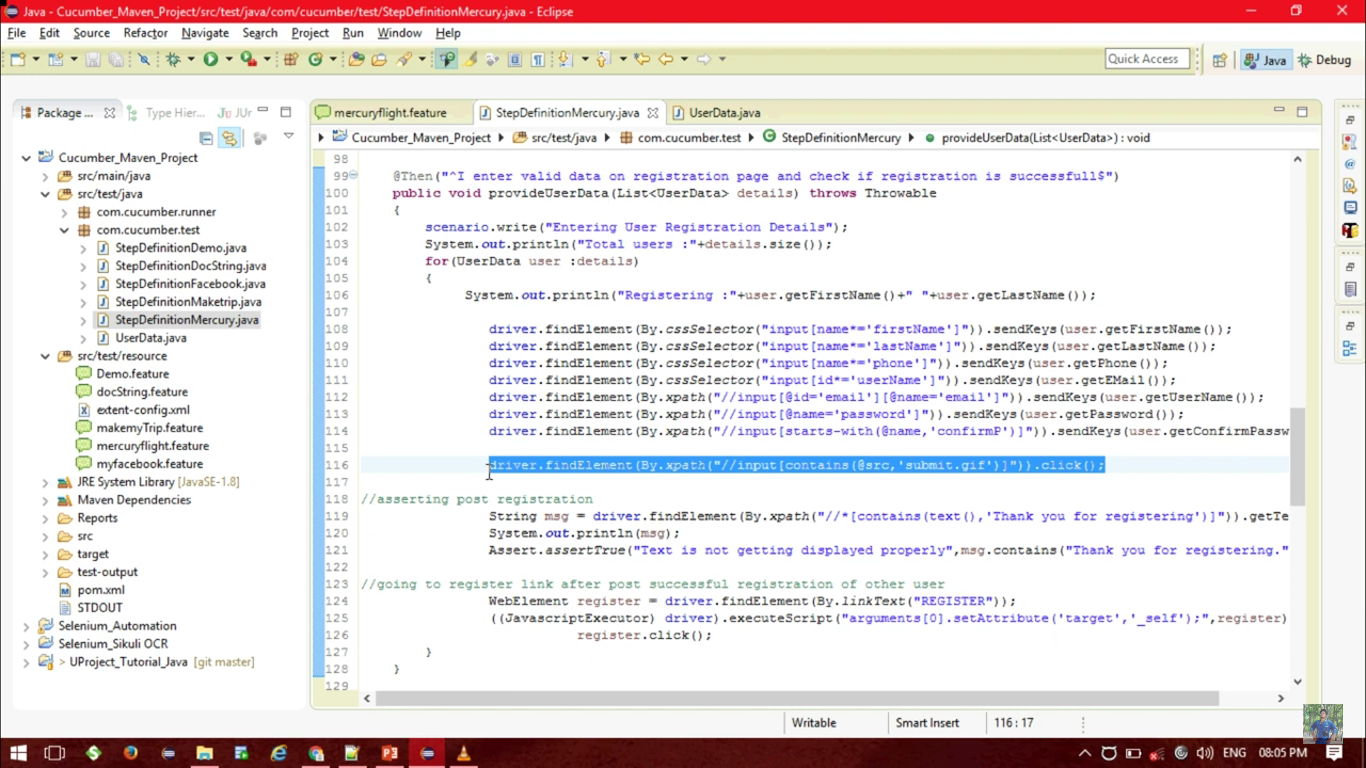 Java - Cucumber_Maven_Project/src/test/java/com/cucumber/test/StepDefinitionMercury.java - Eclipse
File Edit Source Refactor Navigate Search Project Run Window Help
Quick Access
Java
Debug
Package ...
Type Hier...
JUr
mercuryflight.feature
StepDefinitionMercury.java
UserData.java
Cucumber_Maven_Project
src/test/java
com.cucumber.test
StepDefinitionMercury
provideUserData(List<UserData>) : void
Cucumber_Maven_Project
src/main/java
src/test/java
com.cucumber.runner
com.cucumber.test
StepDefinitionDemo.java
StepDefinitionDocString.java
StepDefinitionFacebook.java
StepDefinitionMaketrip.java
StepDefinitionMercury.java
UserData.java
src/test/resource
Demo.feature
docString.feature
extent-config.xml
makemyTrip.feature
mercuryflight.feature
myfacebook.feature
JRE System Library [JavaSE-1.8]
Maven Dependencies
Reports
src
target
test-output
pom.xml
STDOUT
Selenium_Automation
Selenium_Sikuli OCR
> UProject_Tutorial_Java [git master]
98
99 @Then("^I enter valid data on registration page and check if registration is successfull$")
100 public void provideUserData(List<UserData> details) throws Throwable
101 {
102 scenario.write("Entering User Registration Details");
103 System.out.println("Total users :"+details.size());
104 for(UserData user :details)
105 {
106 System.out.println("Registering :"+user.getFirstName()+" "+user.getLastName());
107
108 driver.findElement(By.cssSelector("input[name*='firstName']")).sendKeys(user.getFirstName());
109 driver.findElement(By.cssSelector("input[name*='lastName']")).sendKeys(user.getLastName());
110 driver.findElement(By.cssSelector("input[name*='phone']")).sendKeys(user.getPhone());
111 driver.findElement(By.cssSelector("input[id*='userName']")).sendKeys(user.getEMail());
112 driver.findElement(By.xpath("//input[@id='email'][@name='email']")).sendKeys(user.getUserName());
113 driver.findElement(By.xpath("//input[@name='password']")).sendKeys(user.getPassword());
114 driver.findElement(By.xpath("//input[starts-with(@name,'confirmP')]")).sendKeys(user.getConfirmPassw
115
116 driver.findElement(By.xpath("//input[contains(@src,'submit.gif')]")).click();
117
118 //asserting post registration
119 String msg = driver.findElement(By.xpath("//*[contains(text(),'Thank you for registering')]")).getTe
120 System.out.println(msg);
121 Assert.assertTrue("Text is not getting displayed properly",msg.contains("Thank you for registering."
122
123 //going to register link after post successful registration of other user
124 WebElement register = driver.findElement(By.linkText("REGISTER"));
125 ((JavascriptExecutor) driver).executeScript("arguments[0].setAttribute('target','_self');",register)
126 register.click();
127 }
128 }
129
Writable
Smart Insert
116 : 17
ENG
08:05 PM